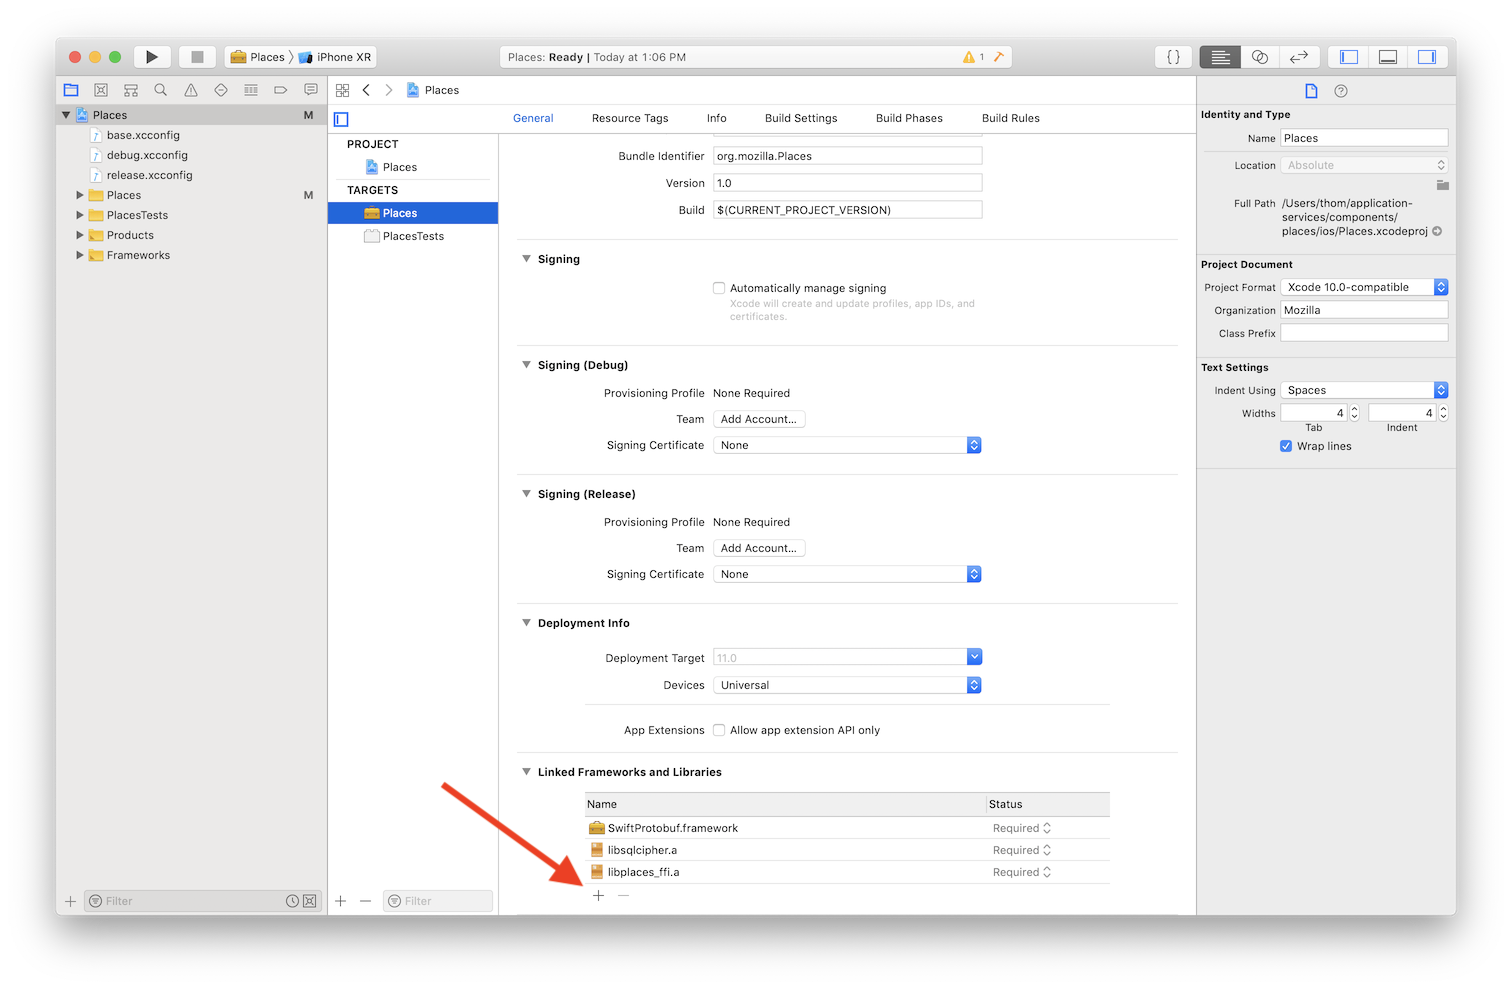 Places
iPhone XR
Places: Ready | Today at 1:06 PM
1
{ }
Places
M
base.xcconfig
debug.xcconfig
release.xcconfig
Places
M
PlacesTests
Products
Frameworks
Filter
Places
General
Resource Tags
Info
Build Settings
Build Phases
Build Rules
PROJECT
Places
TARGETS
Places
PlacesTests
Filter
Bundle Identifier
org.mozilla.Places
Version
1.0
Build
$(CURRENT_PROJECT_VERSION)
Signing
Automatically manage signing
Xcode will create and update profiles, app IDs, and
certificates.
Signing (Debug)
Provisioning Profile
None Required
Team
Add Account...
Signing Certificate
None
Signing (Release)
Provisioning Profile
None Required
Team
Add Account...
Signing Certificate
None
Deployment Info
Deployment Target
11.0
Devices
Universal
App Extensions
Allow app extension API only
Linked Frameworks and Libraries
Name
Status
SwiftProtobuf.framework
Required
libsqlcipher.a
Required
libplaces_ffi.a
Required
Identity and Type
Name
Places
Location
Absolute
Full Path
/Users/thom/application-
services/components/
places/ios/Places.xcodeproj
Project Document
Project Format
Xcode 10.0-compatible
Organization
Mozilla
Class Prefix
Text Settings
Indent Using
Spaces
Widths
4
4
Tab
Indent
Wrap lines